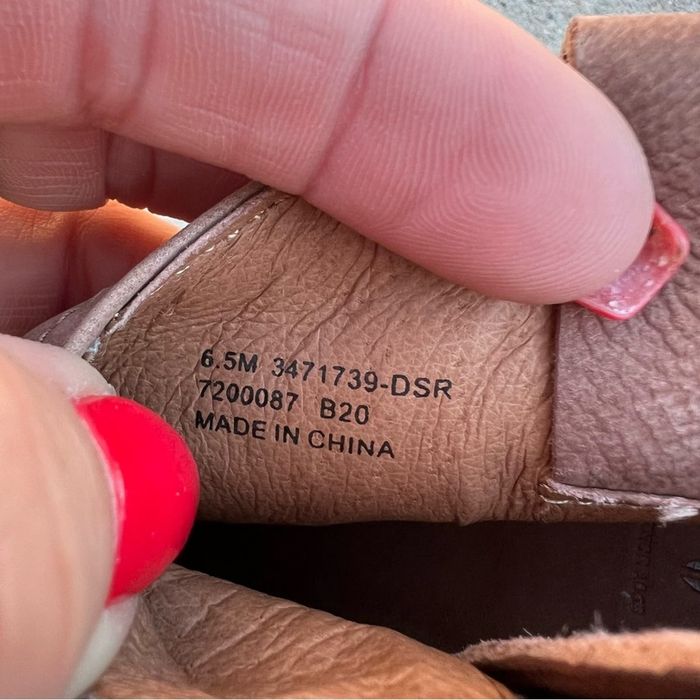 6.5M 3471739-DSR
7200087 B20
MADE IN CHINA